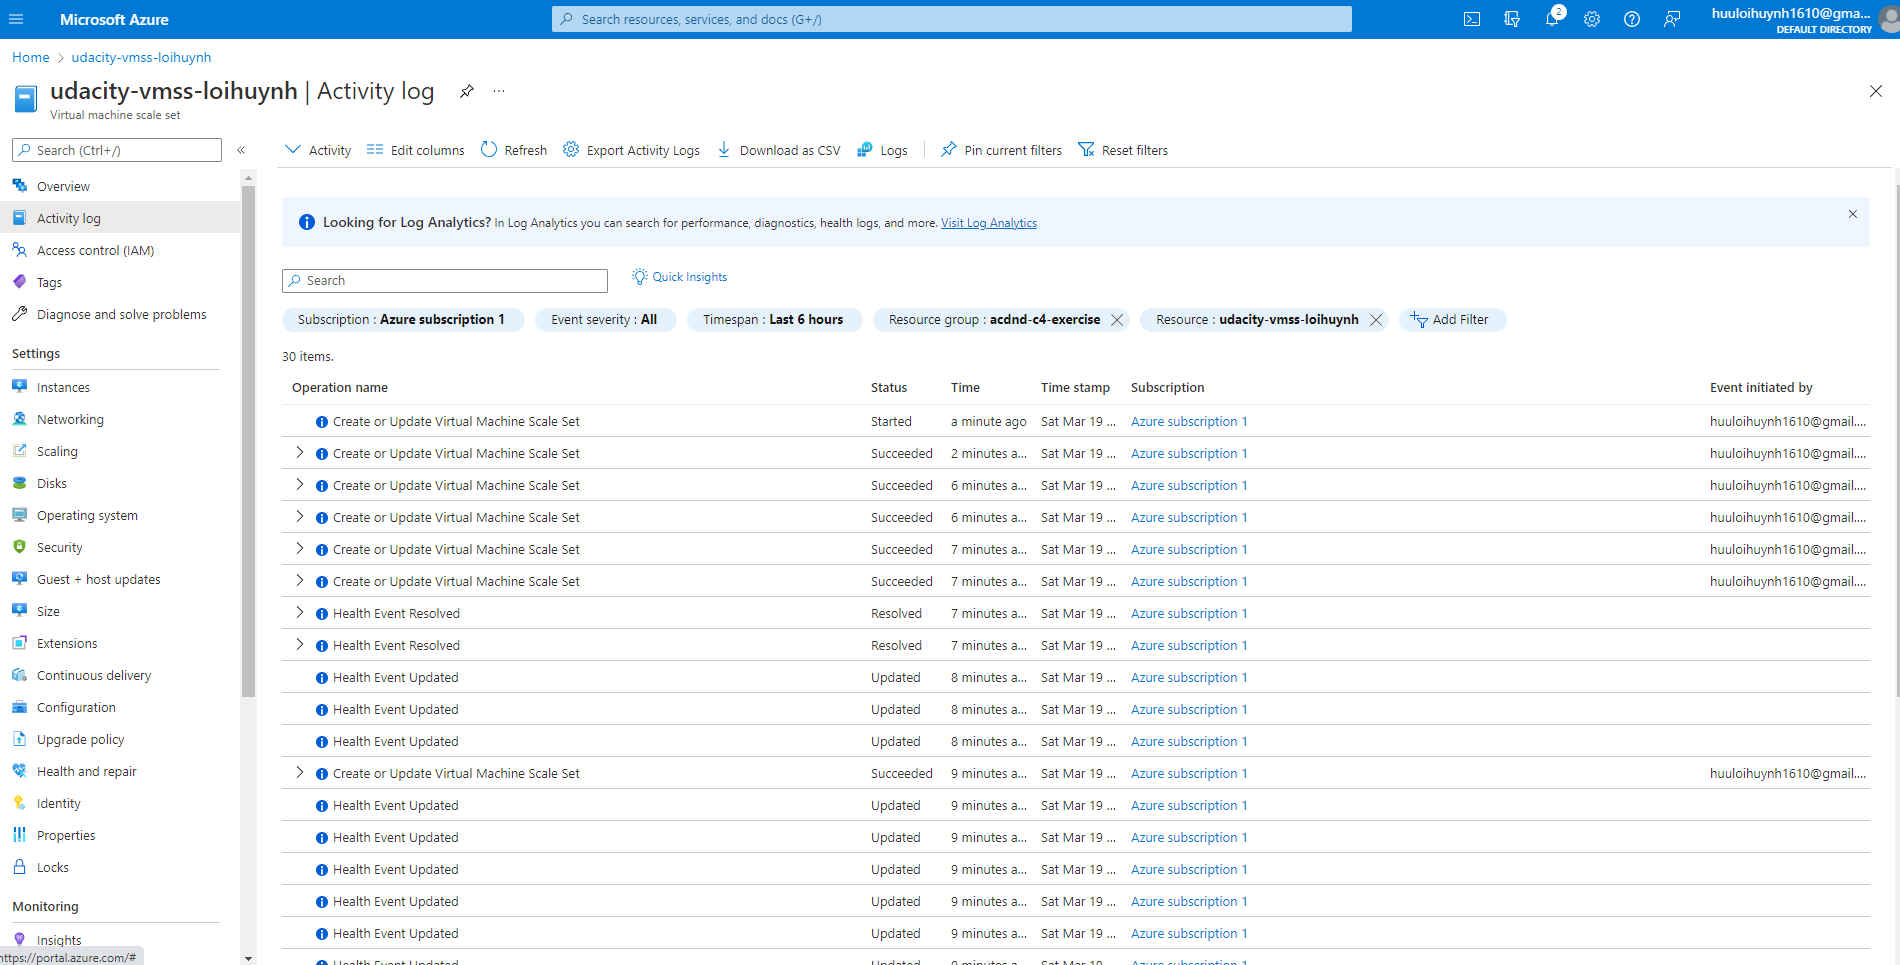 Microsoft Azure
Search resources, services, and docs (G+/)
2
huuloihuynh1610@gma...
DEFAULT DIRECTORY
Home > udacity-vmss-loihuynh
udacity-vmss-loihuynh | Activity log ...
Virtual machine scale set
Search (Ctrl+/)
«
Overview
Activity log
Access control (IAM)
Tags
Diagnose and solve problems
Settings
Instances
Networking
Scaling
Disks
Operating system
Security
Guest + host updates
Size
Extensions
Continuous delivery
Configuration
Upgrade policy
Health and repair
Identity
Properties
Locks
Monitoring
Insights
https://portal.azure.com/#
Activity Edit columns Refresh Export Activity Logs Download as CSV Logs Pin current filters Reset filters
Looking for Log Analytics? In Log Analytics you can search for performance, diagnostics, health logs, and more. Visit Log Analytics
Search
Quick Insights
Subscription : Azure subscription 1 Event severity : All Timespan : Last 6 hours Resource group : acdnd-c4-exercise Resource : udacity-vmss-loihuynh Add Filter
30 items.
Operation name Status Time Time stamp Subscription Event initiated by
Create or Update Virtual Machine Scale Set Started a minute ago Sat Mar 19 ... Azure subscription 1 huuloihuynh1610@gmail....
Create or Update Virtual Machine Scale Set Succeeded 2 minutes a... Sat Mar 19 ... Azure subscription 1 huuloihuynh1610@gmail....
Create or Update Virtual Machine Scale Set Succeeded 6 minutes a... Sat Mar 19 ... Azure subscription 1 huuloihuynh1610@gmail....
Create or Update Virtual Machine Scale Set Succeeded 6 minutes a... Sat Mar 19 ... Azure subscription 1 huuloihuynh1610@gmail....
Create or Update Virtual Machine Scale Set Succeeded 7 minutes a... Sat Mar 19 ... Azure subscription 1 huuloihuynh1610@gmail....
Create or Update Virtual Machine Scale Set Succeeded 7 minutes a... Sat Mar 19 ... Azure subscription 1 huuloihuynh1610@gmail....
Health Event Resolved Resolved 7 minutes a... Sat Mar 19 ... Azure subscription 1
Health Event Resolved Resolved 7 minutes a... Sat Mar 19 ... Azure subscription 1
Health Event Updated Updated 8 minutes a... Sat Mar 19 ... Azure subscription 1
Health Event Updated Updated 8 minutes a... Sat Mar 19 ... Azure subscription 1
Health Event Updated Updated 8 minutes a... Sat Mar 19 ... Azure subscription 1
Create or Update Virtual Machine Scale Set Succeeded 9 minutes a... Sat Mar 19 ... Azure subscription 1 huuloihuynh1610@gmail....
Health Event Updated Updated 9 minutes a... Sat Mar 19 ... Azure subscription 1
Health Event Updated Updated 9 minutes a... Sat Mar 19 ... Azure subscription 1
Health Event Updated Updated 9 minutes a... Sat Mar 19 ... Azure subscription 1
Health Event Updated Updated 9 minutes a... Sat Mar 19 ... Azure subscription 1
Health Event Updated Updated 9 minutes a... Sat Mar 19 ... Azure subscription 1
Health Event Updated Updated 9 minutes a... Sat Mar 19 ... Azure subscription 1